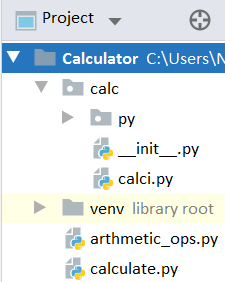 Project
Calculator C:\Users\N
calc
py
__init__.py
calci.py
venv library root
arthmetic_ops.py
calculate.py